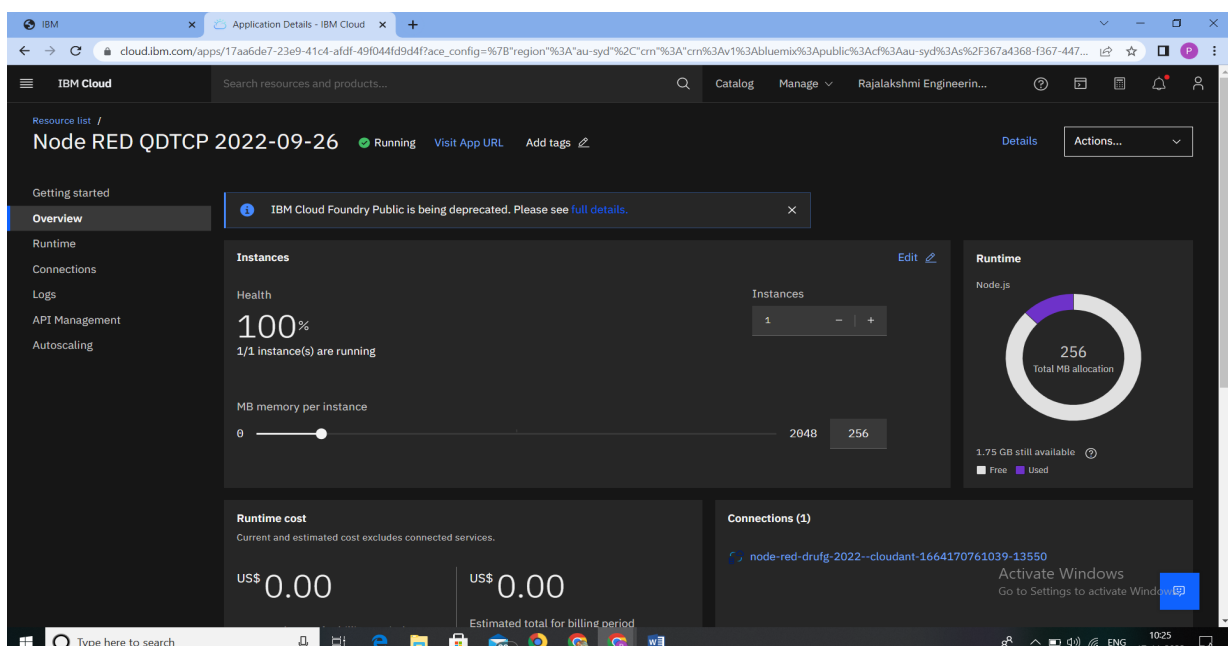 IBM
Application Details - IBM Cloud
cloud.ibm.com/apps/17aa6de7-23e9-41c4-afdf-49f044fd9d4f?ace_config=%7B"region"%3A"au-syd"%2C"crn"%3A"crn%3Av1%3Abluemix%3Apublic%3Acf%3Aau-syd%3As%2F367a4368-f367-447...
P
IBM Cloud
Search resources and products...
Catalog
Manage
Rajalakshmi Engineerin...
Resource list /
Node RED QDTCP 2022-09-26
Running
Visit App URL
Add tags
Details
Actions...
Getting started
Overview
Runtime
Connections
Logs
API Management
Autoscaling
IBM Cloud Foundry Public is being deprecated. Please see full details.
Instances
Edit
Health
100%
1/1 instance(s) are running
Instances
1 - | +
MB memory per instance
0
2048
256
Runtime
Node.js
256
Total MB allocation
1.75 GB still available
Free Used
Runtime cost
Current and estimated cost excludes connected services.
US$ 0.00
US$ 0.00
Estimated total for billing period
Connections (1)
node-red-drufg-2022--cloudant-1664170761039-13550
Activate Windows
Go to Settings to activate Windows
Type here to search
ENG
10:25